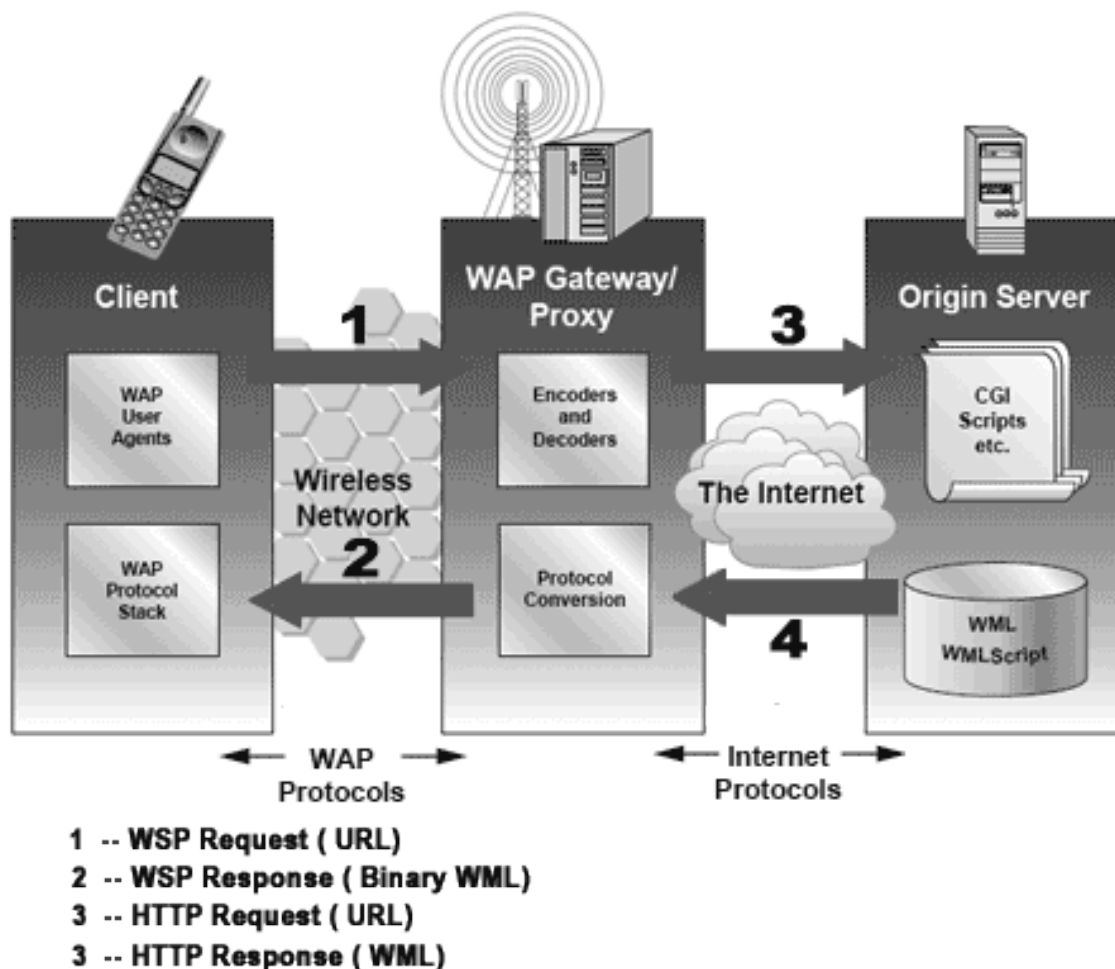 Client
WAP Gateway/
Proxy
Origin Server
1
3
WAP
User
Agents
Encoders
and
Decoders
CGI
Scripts
etc.
Wireless
Network
The Internet
2
WAP
Protocol
Stack
Protocol
Conversion
4
WML
WMLScript
WAP
Protocols
Internet
Protocols
1 -- WSP Request ( URL)
2 -- WSP Response ( Binary WML)
3 -- HTTP Request ( URL)
3 -- HTTP Response ( WML)